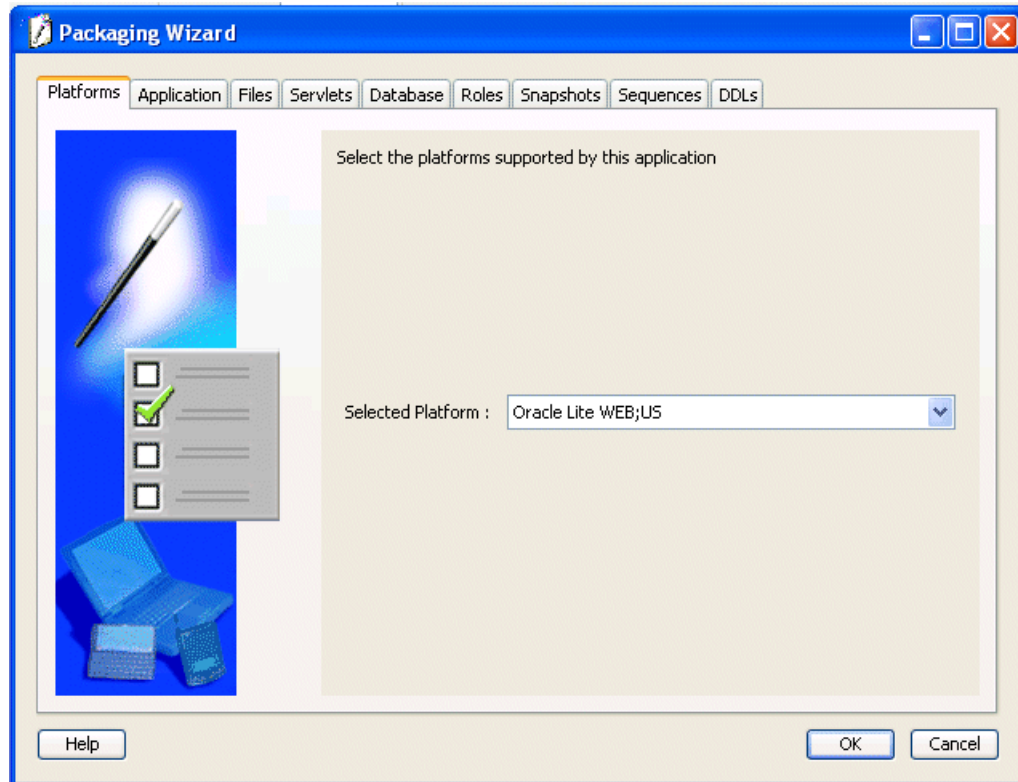 Packaging Wizard
Platforms Application Files Servlets Database Roles Snapshots Sequences DDLs
Select the platforms supported by this application
Selected Platform : Oracle Lite WEB;US
Help OK Cancel